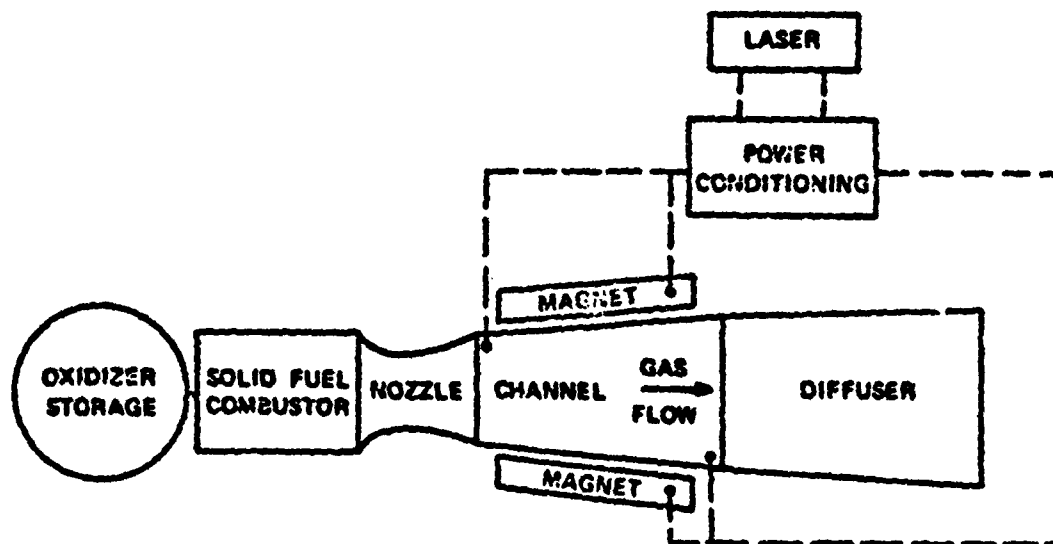 LASER
POWER
CONDITIONING
MAGNET
OXIDIZER
STORAGE
SOLID FUEL
COMBUSTOR
NOZZLE
CHANNEL
GAS
FLOW
DIFFUSER
MAGNET